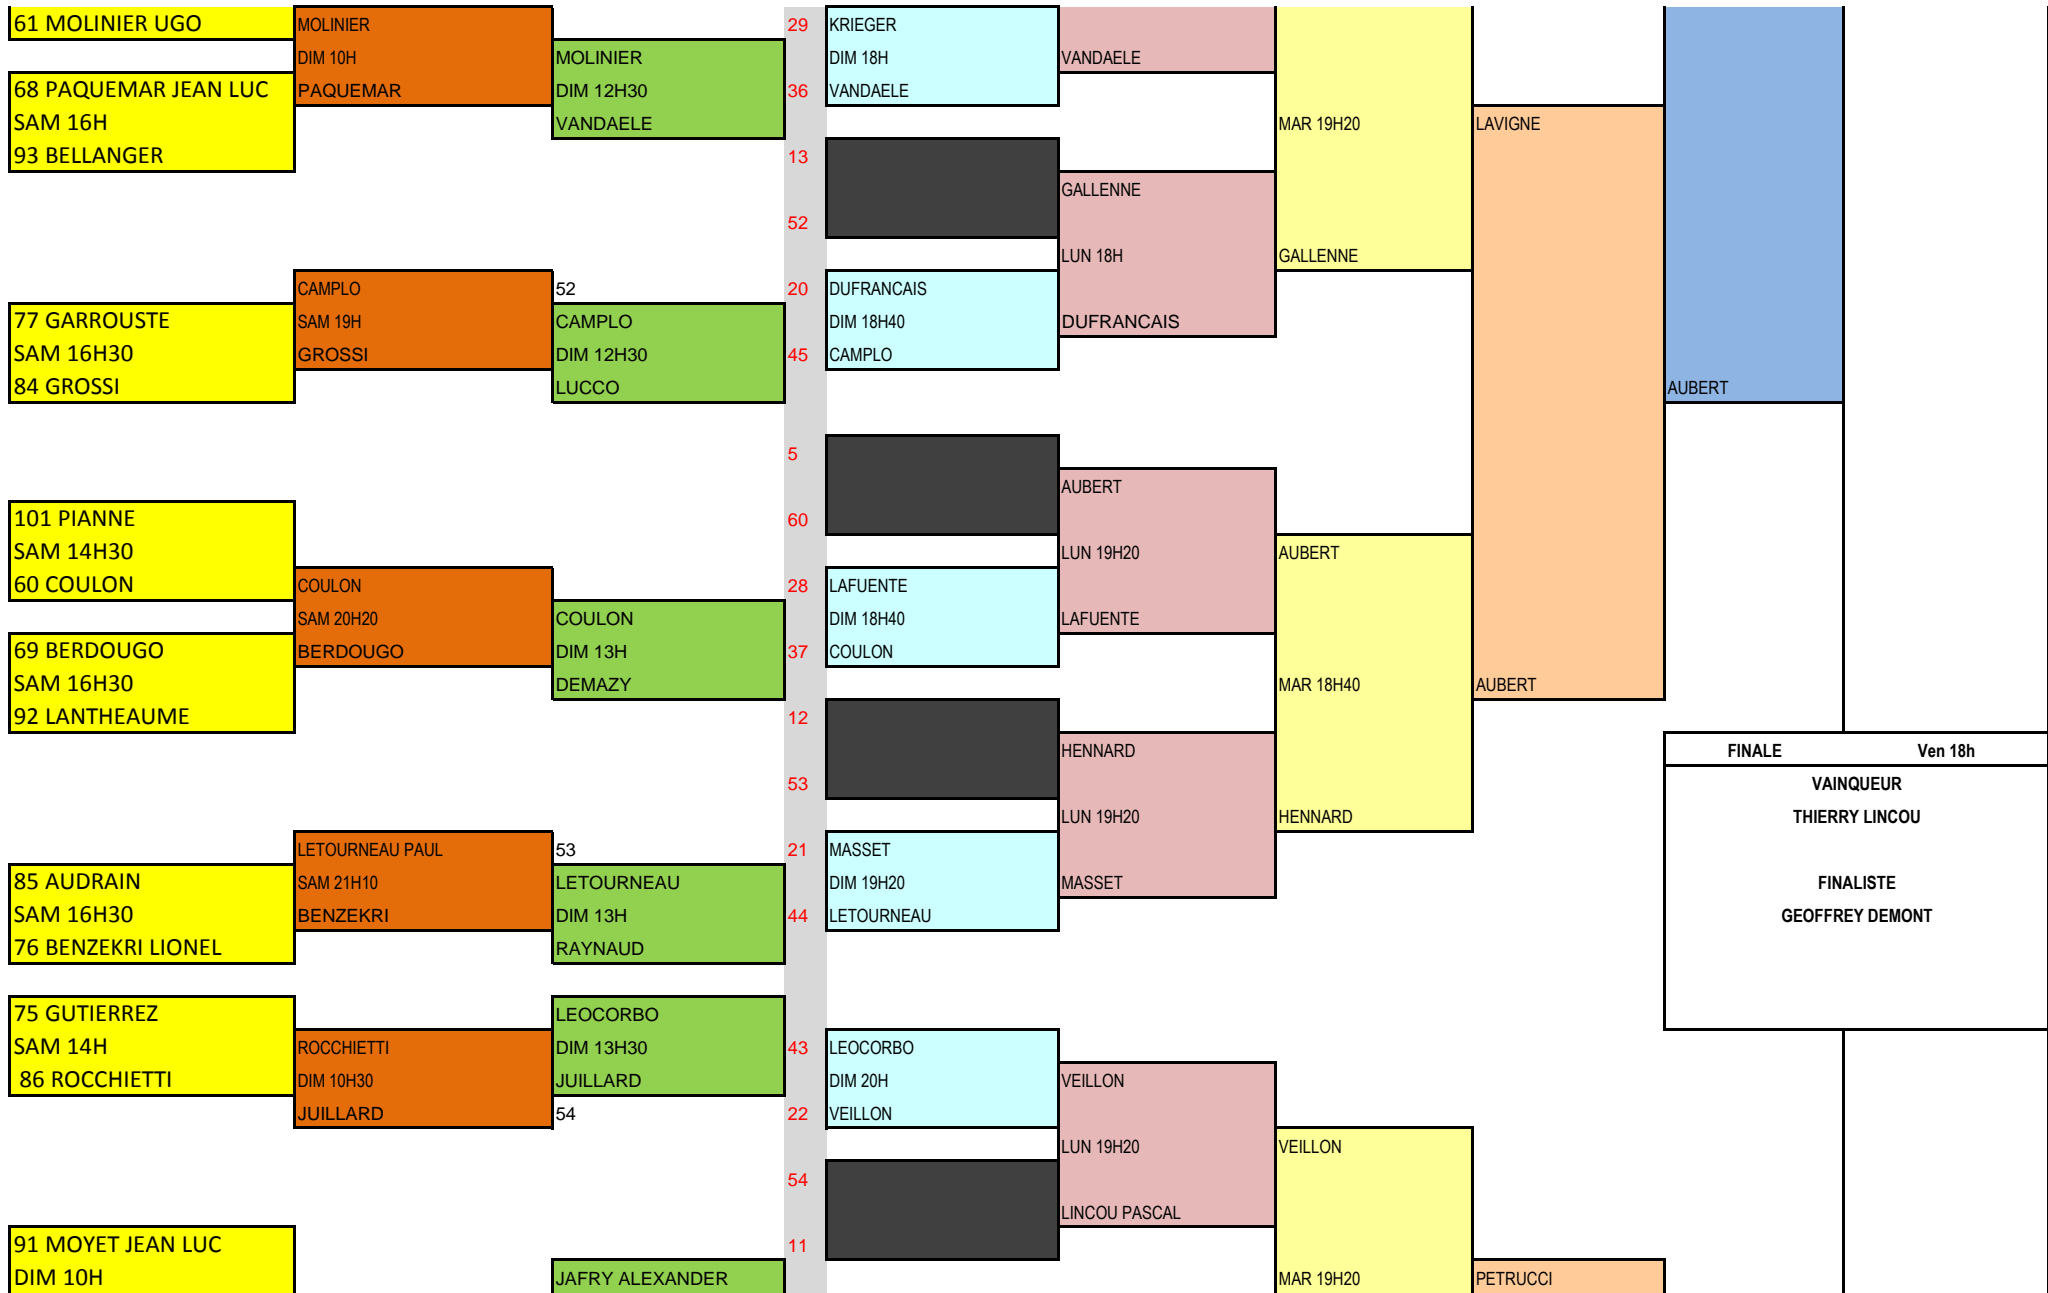 61 MOLINIER UGO
68 PAQUEMAR JEAN LUC
SAM 16H
93 BELLANGER
77 GARROUSTE
SAM 16H30
84 GROSSI
101 PIANNE
SAM 14H30
60 COULON
69 BERDOUGO
SAM 16H30
92 LANTHEAUME
85 AUDRAIN
SAM 16H30
76 BENZEKRI LIONEL
75 GUTIERREZ
SAM 14H
86 ROCCHIETTI
91 MOYET JEAN LUC
DIM 10H
MOLINIER
DIM 10H
PAQUEMAR
CAMPLO
SAM 19H
GROSSI
COULON
SAM 20H20
BERDOUGO
LETOURNEAU PAUL
SAM 21H10
BENZEKRI
ROCCHIETTI
DIM 10H30
JUILLARD
MOLINIER
DIM 12H30
VANDAELE
52
CAMPLO
DIM 12H30
LUCCO
COULON
DIM 13H
DEMAZY
53
LETOURNEAU
DIM 13H
RAYNAUD
LEOCORBO
DIM 13H30
JUILLARD
54
JAFRY ALEXANDER
29
36
13
52
20
45
5
60
28
37
12
53
21
44
43
22
54
11
KRIEGER
DIM 18H
VANDAELE
DUFRANCAIS
DIM 18H40
CAMPLO
LAFUENTE
DIM 18H40
COULON
MASSET
DIM 19H20
LETOURNEAU
LEOCORBO
DIM 20H
VEILLON
VANDAELE
GALLENNE
LUN 18H
DUFRANCAIS
AUBERT
LUN 19H20
LAFUENTE
HENNARD
LUN 19H20
MASSET
VEILLON
LUN 19H20
LINCOU PASCAL
MAR 19H20
GALLENNE
AUBERT
MAR 18H40
HENNARD
VEILLON
MAR 19H20
LAVIGNE
AUBERT
PETRUCCI
AUBERT
FINALE Ven 18h
VAINQUEUR
THIERRY LINCOU
FINALISTE
GEOFFREY DEMONT